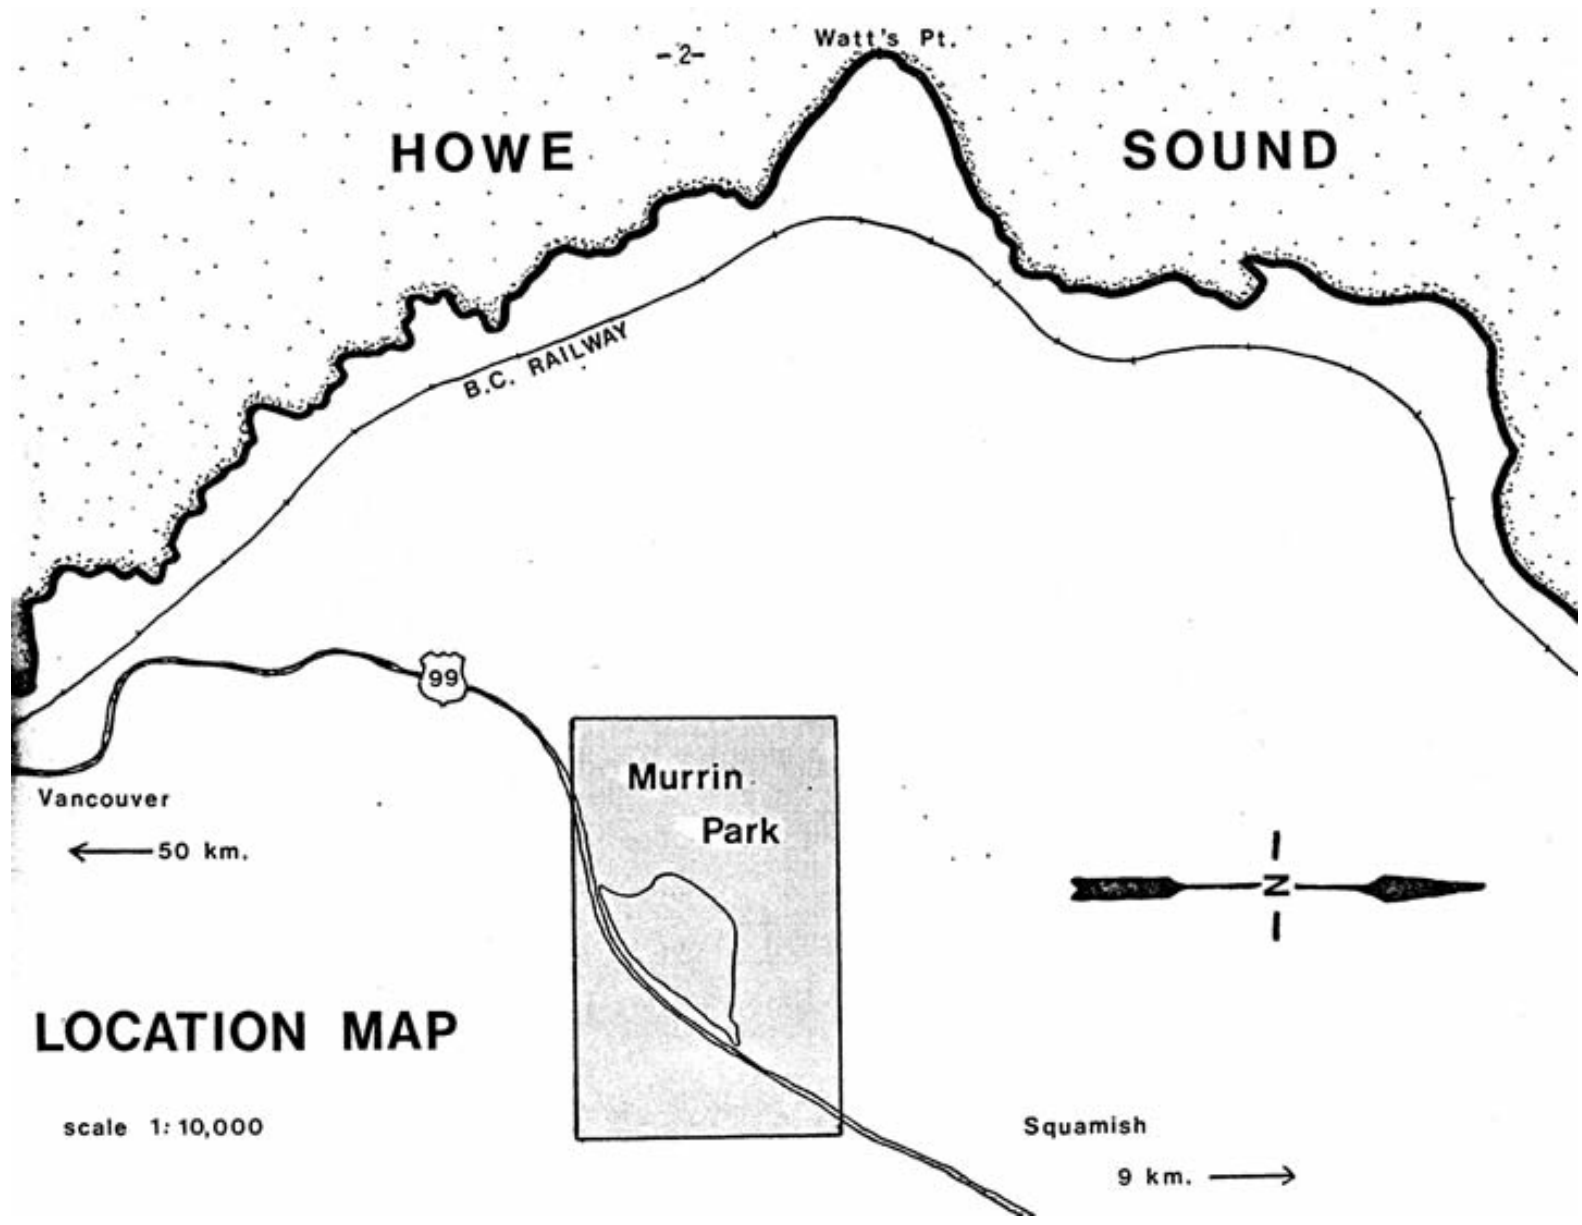 -2-
Watt's Pt.
HOWE SOUND
B.C. RAILWAY
99
Murrin
Park
Vancouver
50 km.
N
LOCATION MAP
scale 1:10,000
Squamish
9 km.